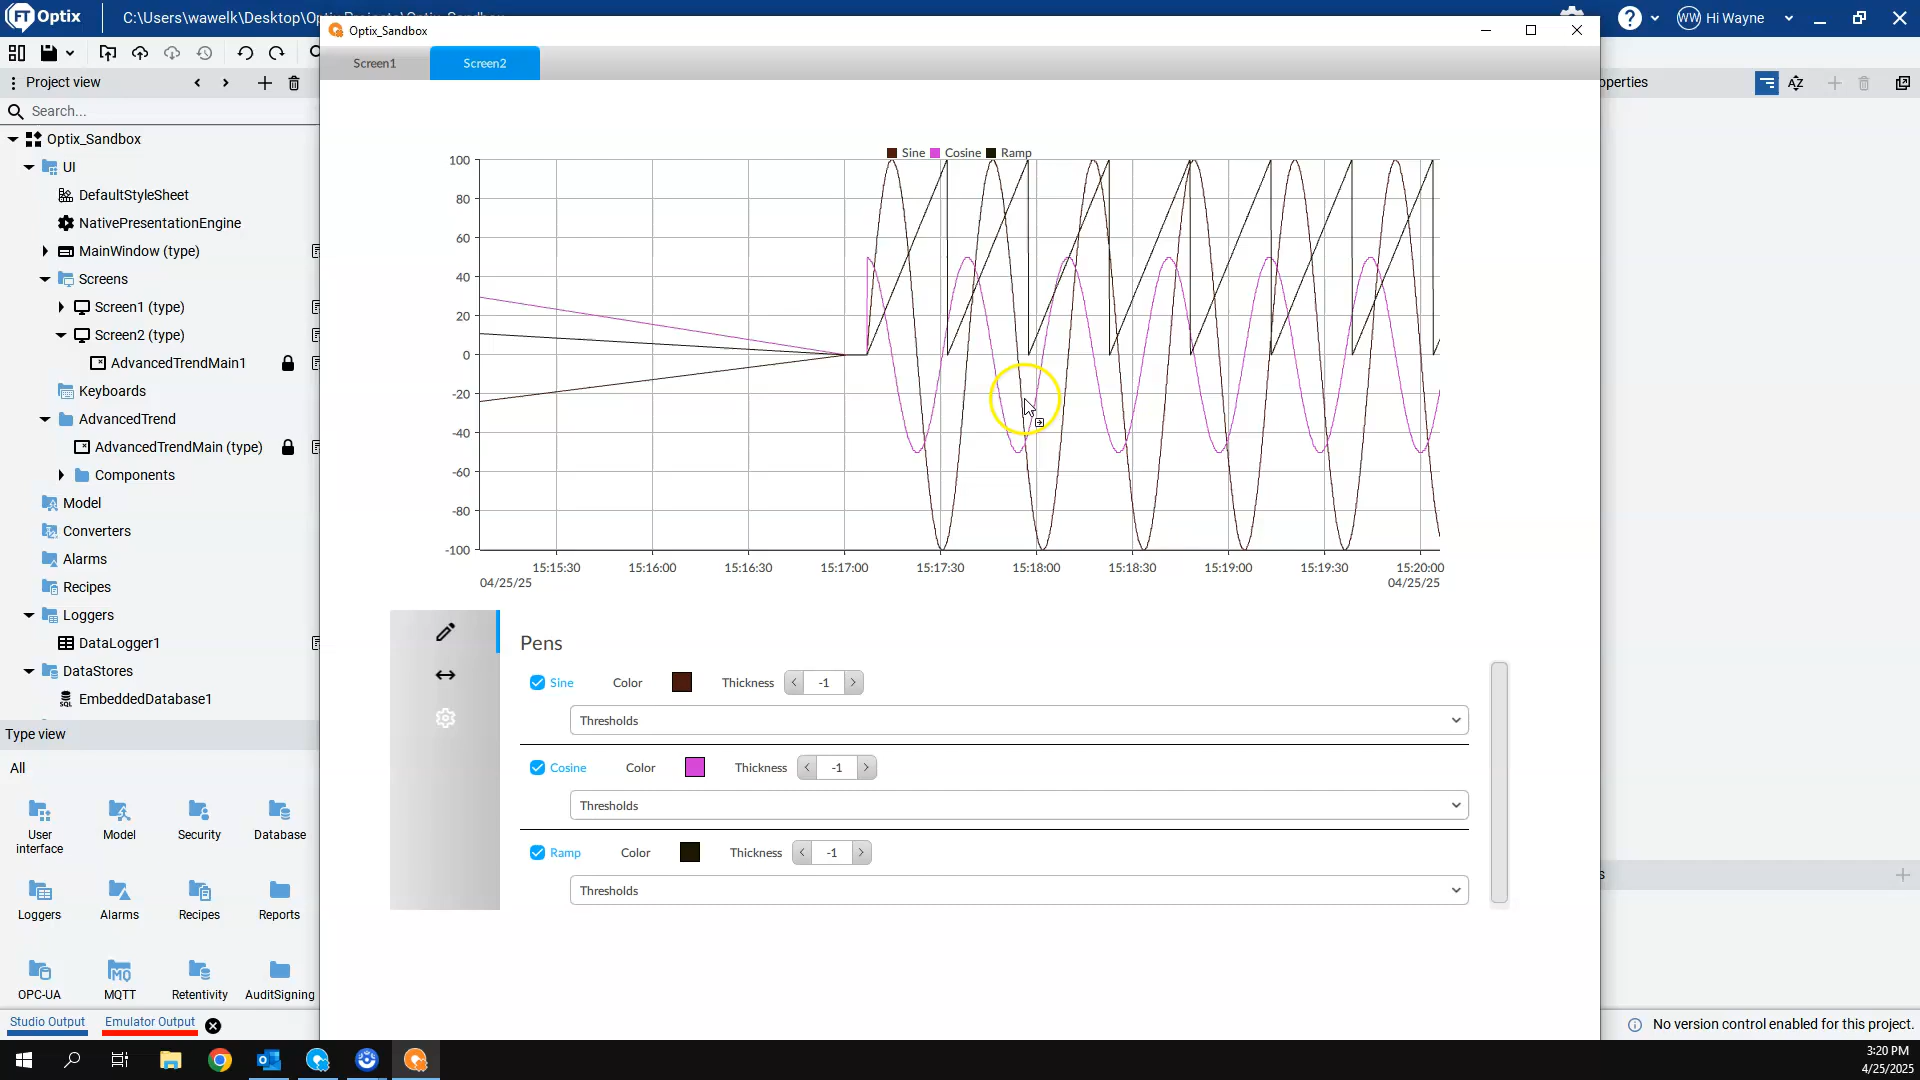 FT Optix
C:\Users\wawelk\Desktop\Opti
WW Hi Wayne
Optix_Sandbox
Screen1
Screen2
Project view
operties
Search...
Optix_Sandbox
UI
DefaultStyleSheet
NativePresentationEngine
MainWindow (type)
Screens
Screen1 (type)
Screen2 (type)
AdvancedTrendMain1
Keyboards
AdvancedTrend
AdvancedTrendMain (type)
Components
Model
Converters
Alarms
Recipes
Loggers
DataLogger1
DataStores
EmbeddedDatabase1
Type view
All
User interface
Model
Security
Database
Loggers
Alarms
Recipes
Reports
OPC-UA
MQTT
Retentivity
AuditSigning
Studio Output
Emulator Output
Sine Cosine Ramp
100
80
60
40
20
0
-20
-40
-60
-80
-100
15:15:30 15:16:00 15:16:30 15:17:00 15:17:30 15:18:00 15:18:30 15:19:00 15:19:30 15:20:00
04/25/25 04/25/25
Pens
Sine Color Thickness < -1 >
Thresholds
Cosine Color Thickness < -1 >
Thresholds
Ramp Color Thickness < -1 >
Thresholds
s
No version control enabled for this project.
3:20 PM
4/25/2025